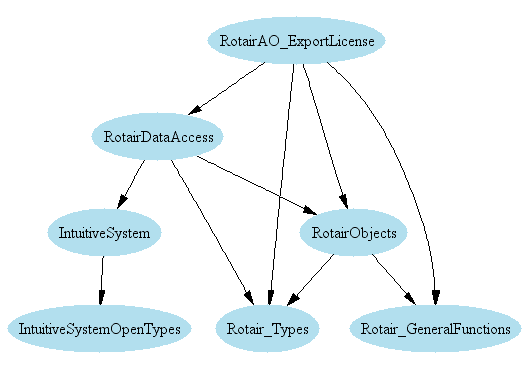 RotairAO_ExportLicense
RotairDataAccess
IntuitiveSystem
RotairObjects
IntuitiveSystemOpenTypes
Rotair_Types
Rotair_GeneralFunctions